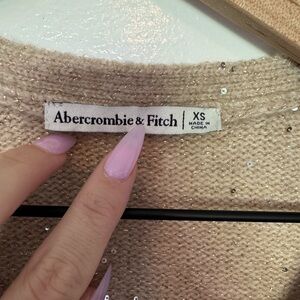 Abercrombie & Fitch
XS
MADE IN
CHINA